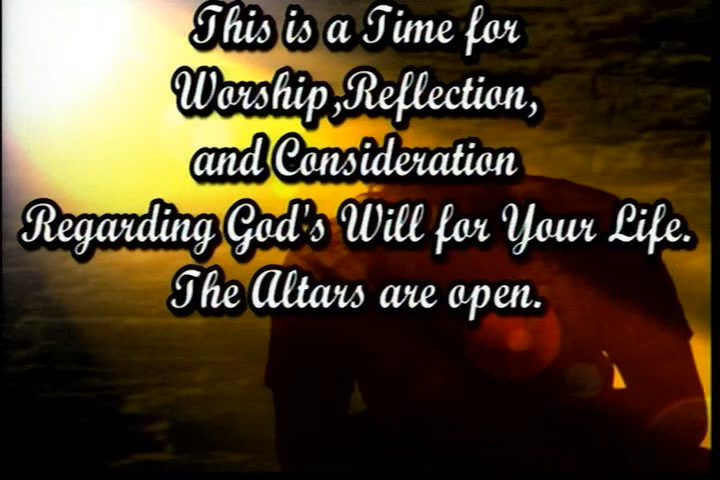 This is a Time for
Worship,Reflection,
and Consideration
Regarding God's Will for Your Life.
The Altars are open.